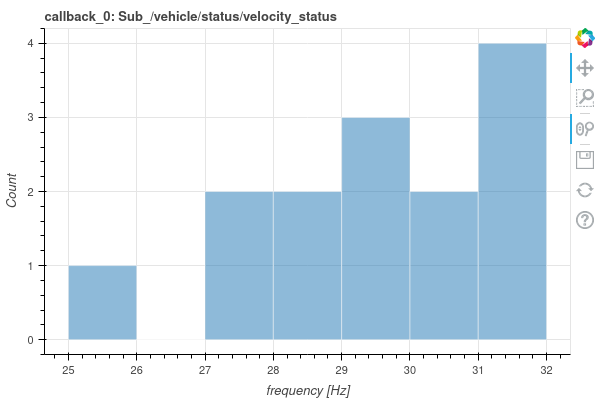 callback_0: Sub_/vehicle/status/velocity_status
4
3
2
1
0
Count
25 26 27 28 29 30 31 32
frequency [Hz]